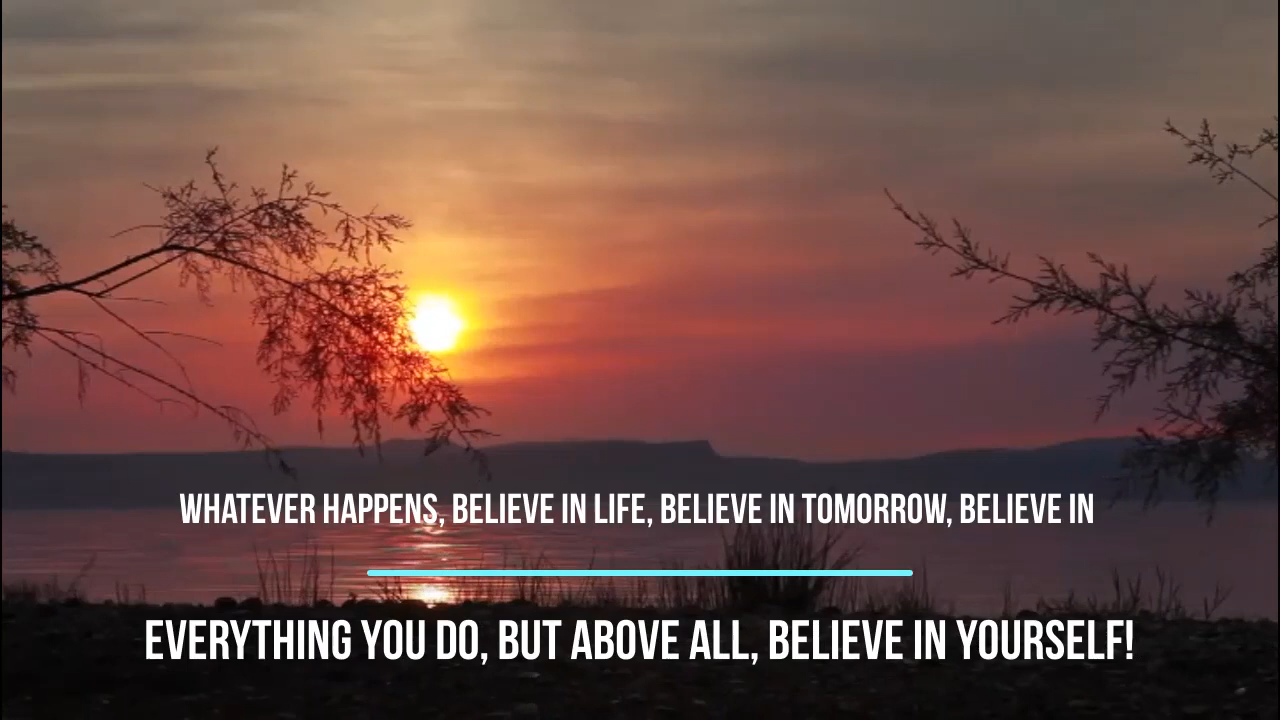 WHATEVER HAPPENS, BELIEVE IN LIFE, BELIEVE IN TOMORROW, BELIEVE IN
EVERYTHING YOU DO, BUT ABOVE ALL, BELIEVE IN YOURSELF!